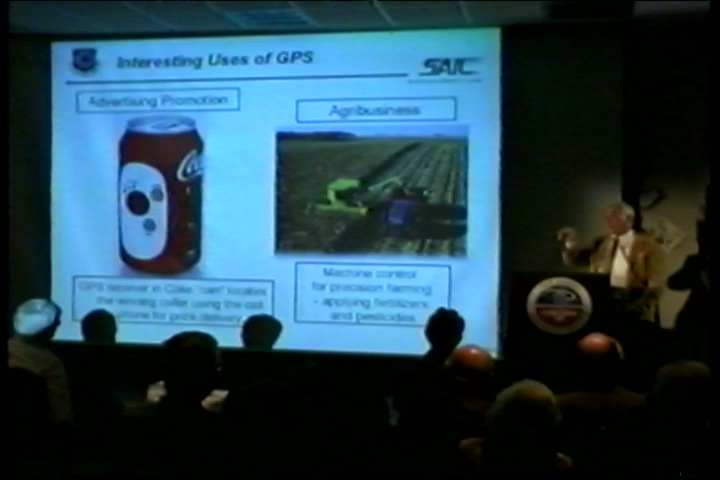 Interesting Uses of GPS
SAIC
Advertising Promotion
Agribusiness
GPS receiver in Coke "can" locates
the winning caller using the cell
phone for prize delivery
Machine control
for precision farming
- applying fertilizers
and pesticides